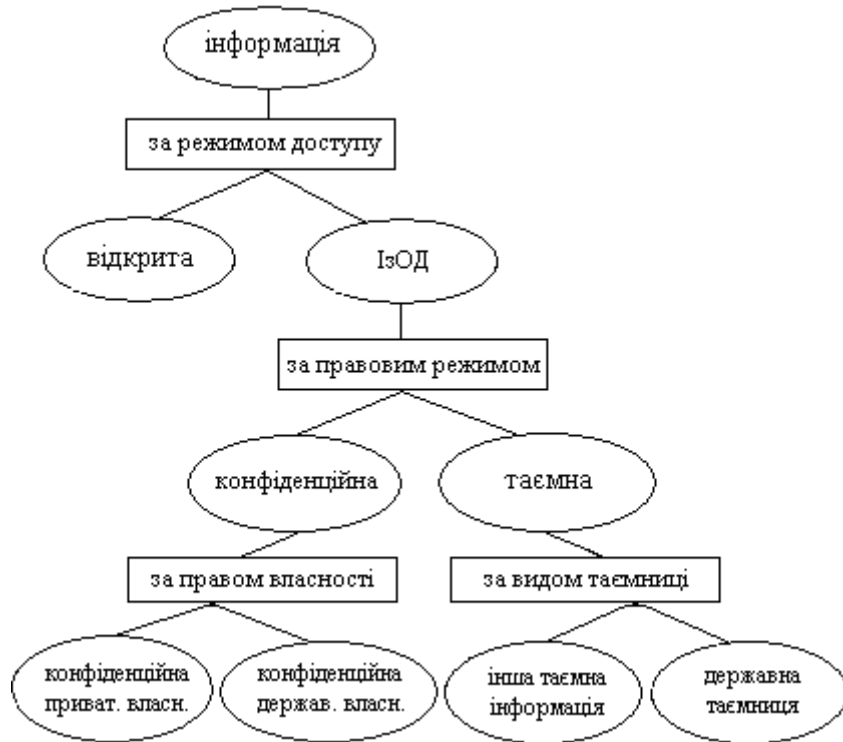 інформація
за режимом доступу
відкрита
ІзОД
за правовим режимом
конфіденційна
таємна
за правом власності
за видом таємниці
конфіденційна
приват. власн.
конфіденційна
держав. власн.
інша таємна
інформація
державна
таємниця